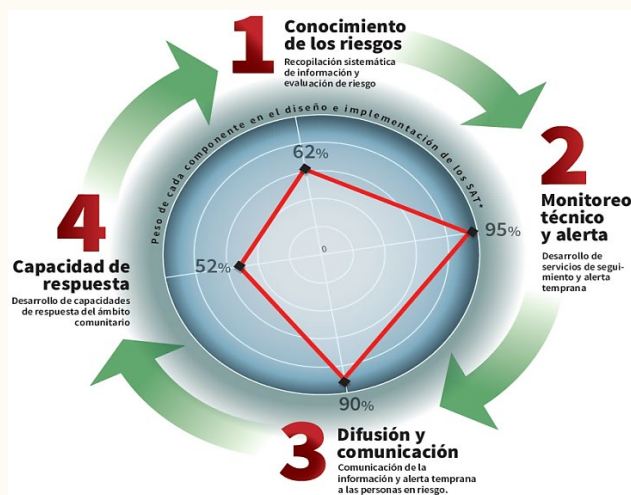 1
Conocimiento
de los riesgos
Recopilación sistemática
de información y
evaluación de riesgo
Peso de cada componente en el diseño e implementación de los SAT*
62%
2
Monitoreo
técnico
y alerta
Desarrollo de
servicios de segui-
miento y alerta
temprana
95%
0
4
Capacidad de
respuesta
Desarrollo de capacidades
de respuesta del ámbito
comunitario
52%
90%
3
Difusión y
comunicación
Comunicación de la
información y alerta temprana
a las personas en riesgo.